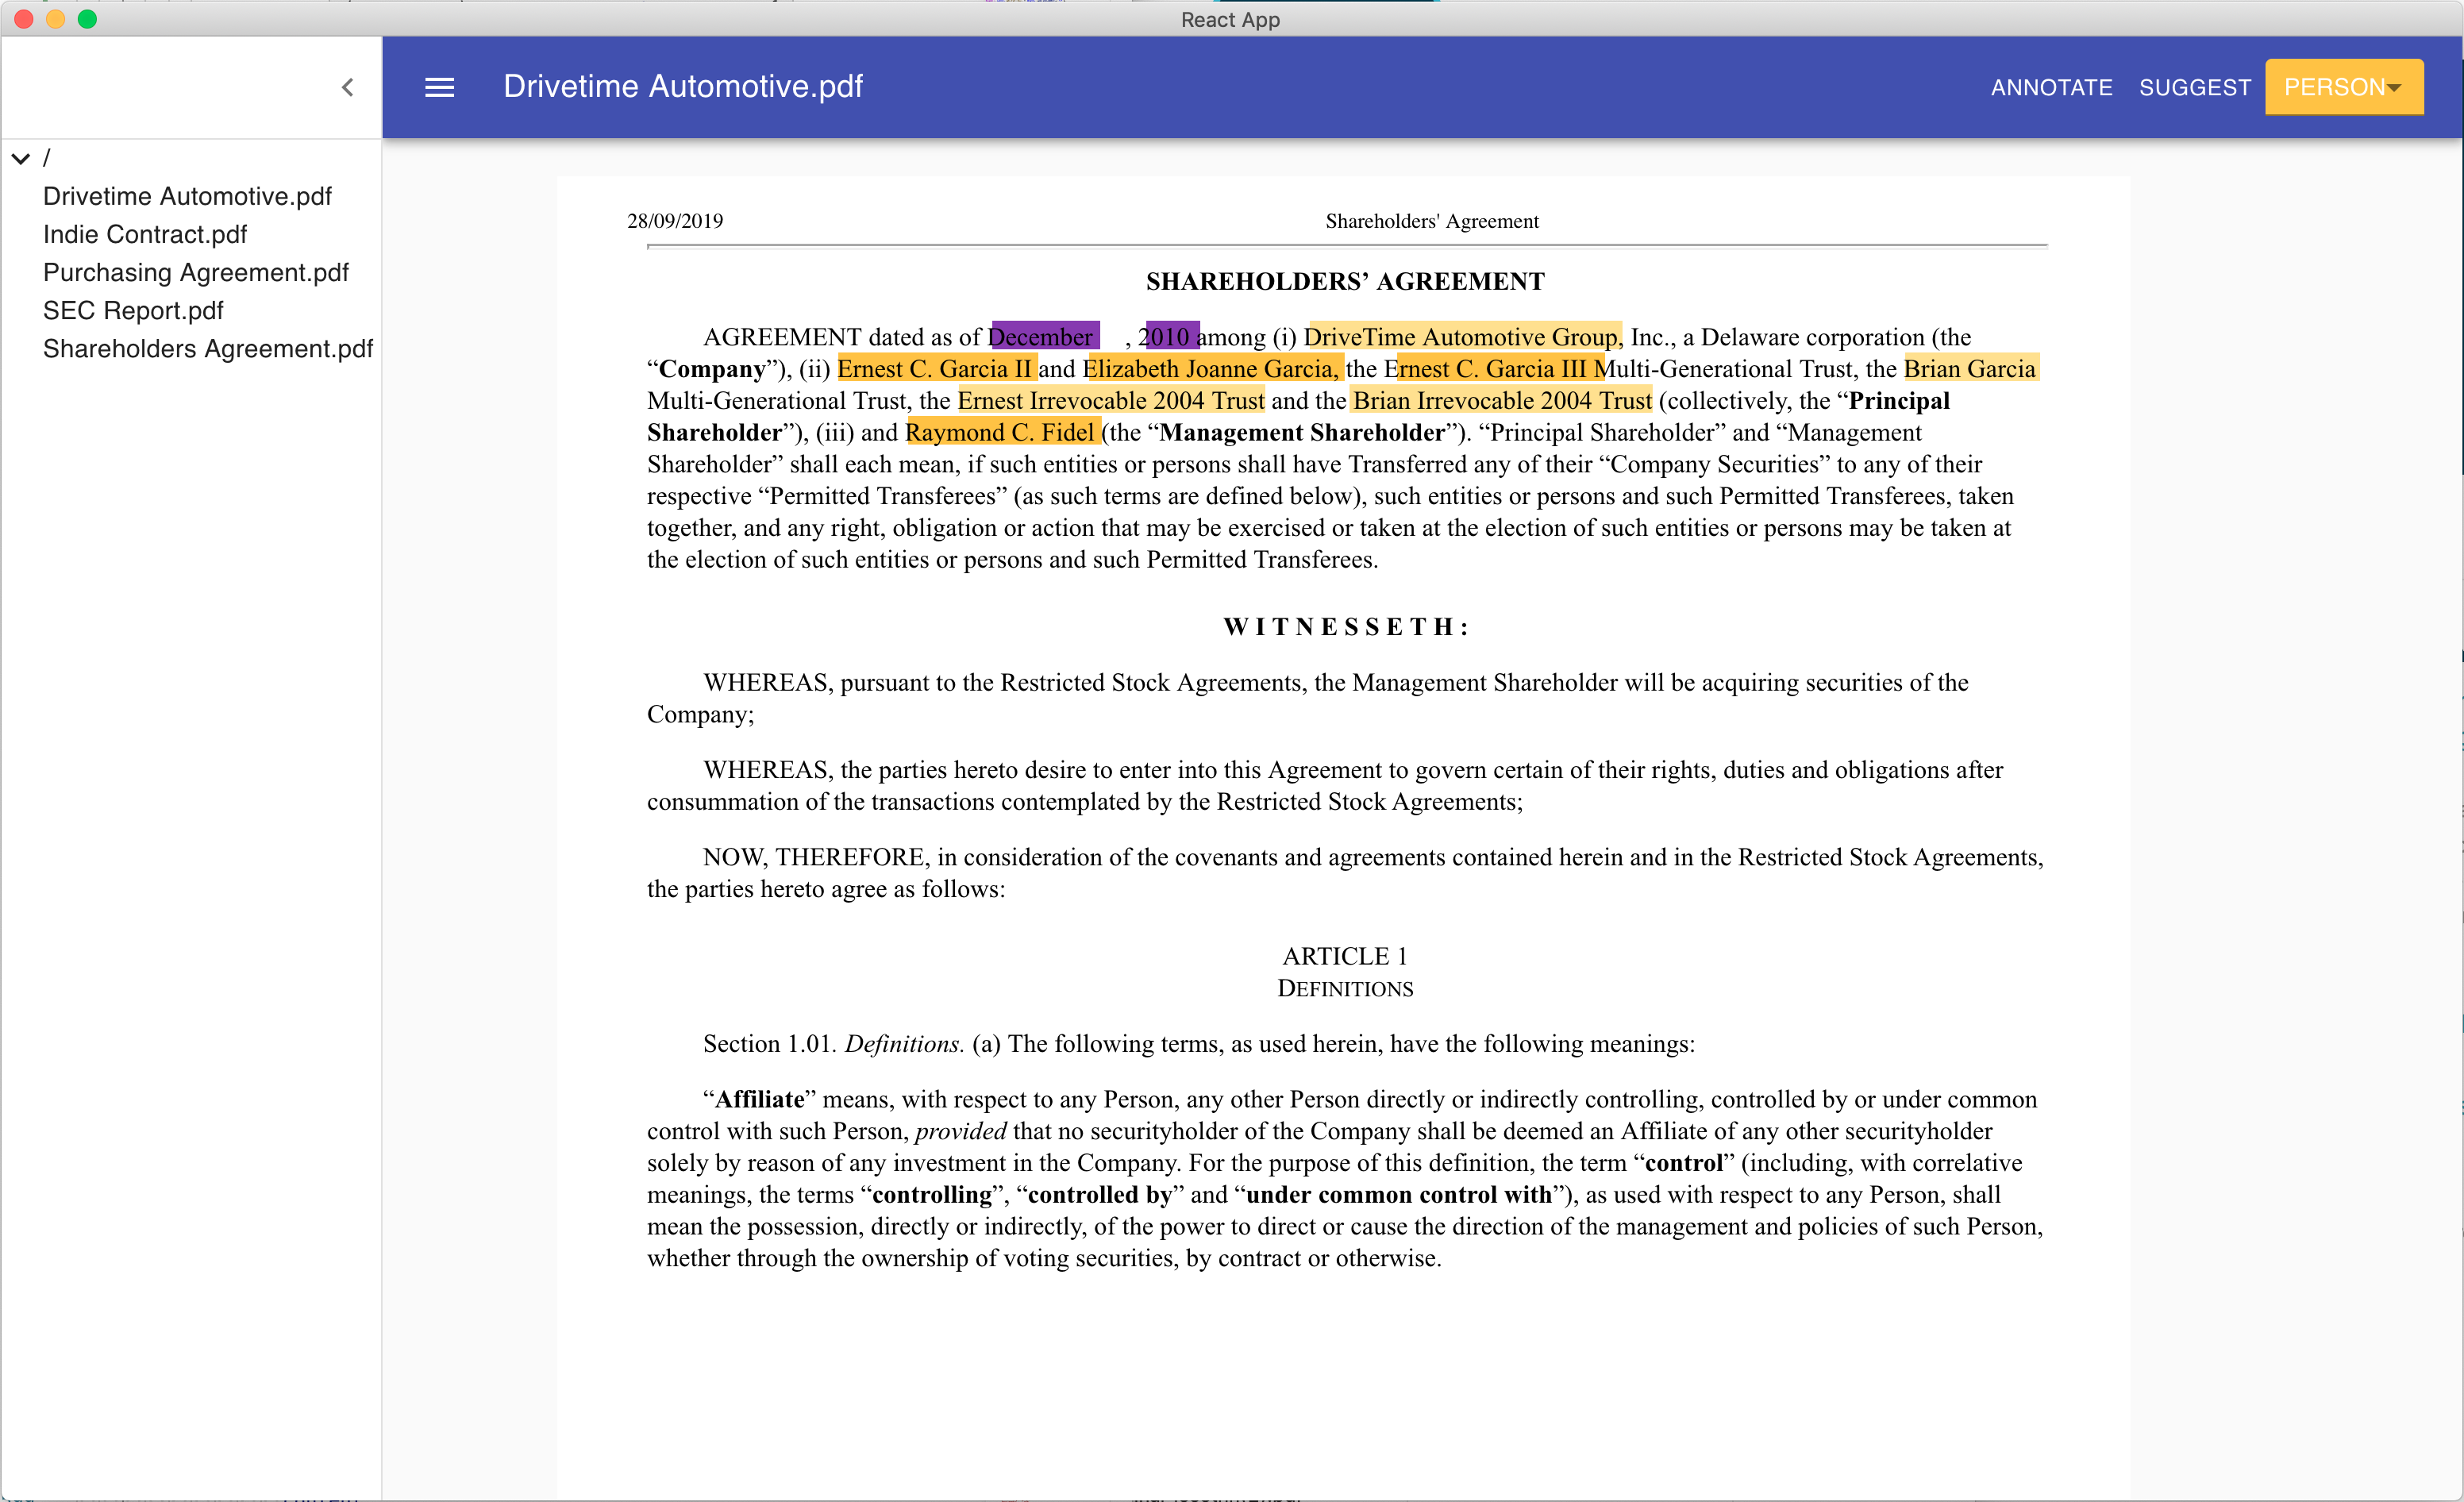 React App
Drivetime Automotive.pdf
ANNOTATE SUGGEST PERSON
/
Drivetime Automotive.pdf
Indie Contract.pdf
Purchasing Agreement.pdf
SEC Report.pdf
Shareholders Agreement.pdf
28/09/2019 Shareholders' Agreement
SHAREHOLDERS’ AGREEMENT
AGREEMENT dated as of December , 2010 among (i) DriveTime Automotive Group, Inc., a Delaware corporation (the
“Company”), (ii) Ernest C. Garcia II and Elizabeth Joanne Garcia, the Ernest C. Garcia III Multi-Generational Trust, the Brian Garcia
Multi-Generational Trust, the Ernest Irrevocable 2004 Trust and the Brian Irrevocable 2004 Trust (collectively, the “Principal
Shareholder”), (iii) and Raymond C. Fidel (the “Management Shareholder”). “Principal Shareholder” and “Management
Shareholder” shall each mean, if such entities or persons shall have Transferred any of their “Company Securities” to any of their
respective “Permitted Transferees” (as such terms are defined below), such entities or persons and such Permitted Transferees, taken
together, and any right, obligation or action that may be exercised or taken at the election of such entities or persons may be taken at
the election of such entities or persons and such Permitted Transferees.
W I T N E S S E T H :
WHEREAS, pursuant to the Restricted Stock Agreements, the Management Shareholder will be acquiring securities of the
Company;
WHEREAS, the parties hereto desire to enter into this Agreement to govern certain of their rights, duties and obligations after
consummation of the transactions contemplated by the Restricted Stock Agreements;
NOW, THEREFORE, in consideration of the covenants and agreements contained herein and in the Restricted Stock Agreements,
the parties hereto agree as follows:
ARTICLE 1
DEFINITIONS
Section 1.01. Definitions. (a) The following terms, as used herein, have the following meanings:
“Affiliate” means, with respect to any Person, any other Person directly or indirectly controlling, controlled by or under common
control with such Person, provided that no securityholder of the Company shall be deemed an Affiliate of any other securityholder
solely by reason of any investment in the Company. For the purpose of this definition, the term “control” (including, with correlative
meanings, the terms “controlling”, “controlled by” and “under common control with”), as used with respect to any Person, shall
mean the possession, directly or indirectly, of the power to direct or cause the direction of the management and policies of such Person,
whether through the ownership of voting securities, by contract or otherwise.